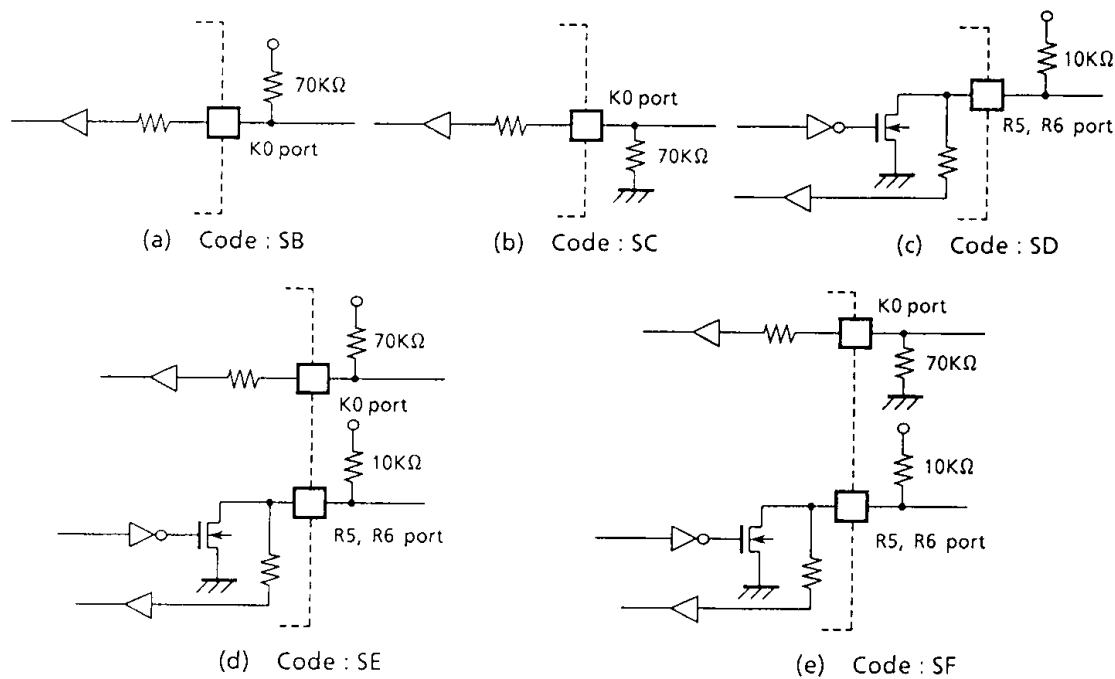 70KΩ
K0 port
(a) Code : SB
K0 port
70KΩ
(b) Code : SC
10KΩ
R5, R6 port
(c) Code : SD
70KΩ
K0 port
10KΩ
R5, R6 port
(d) Code : SE
K0 port
70KΩ
10KΩ
R5, R6 port
(e) Code : SF